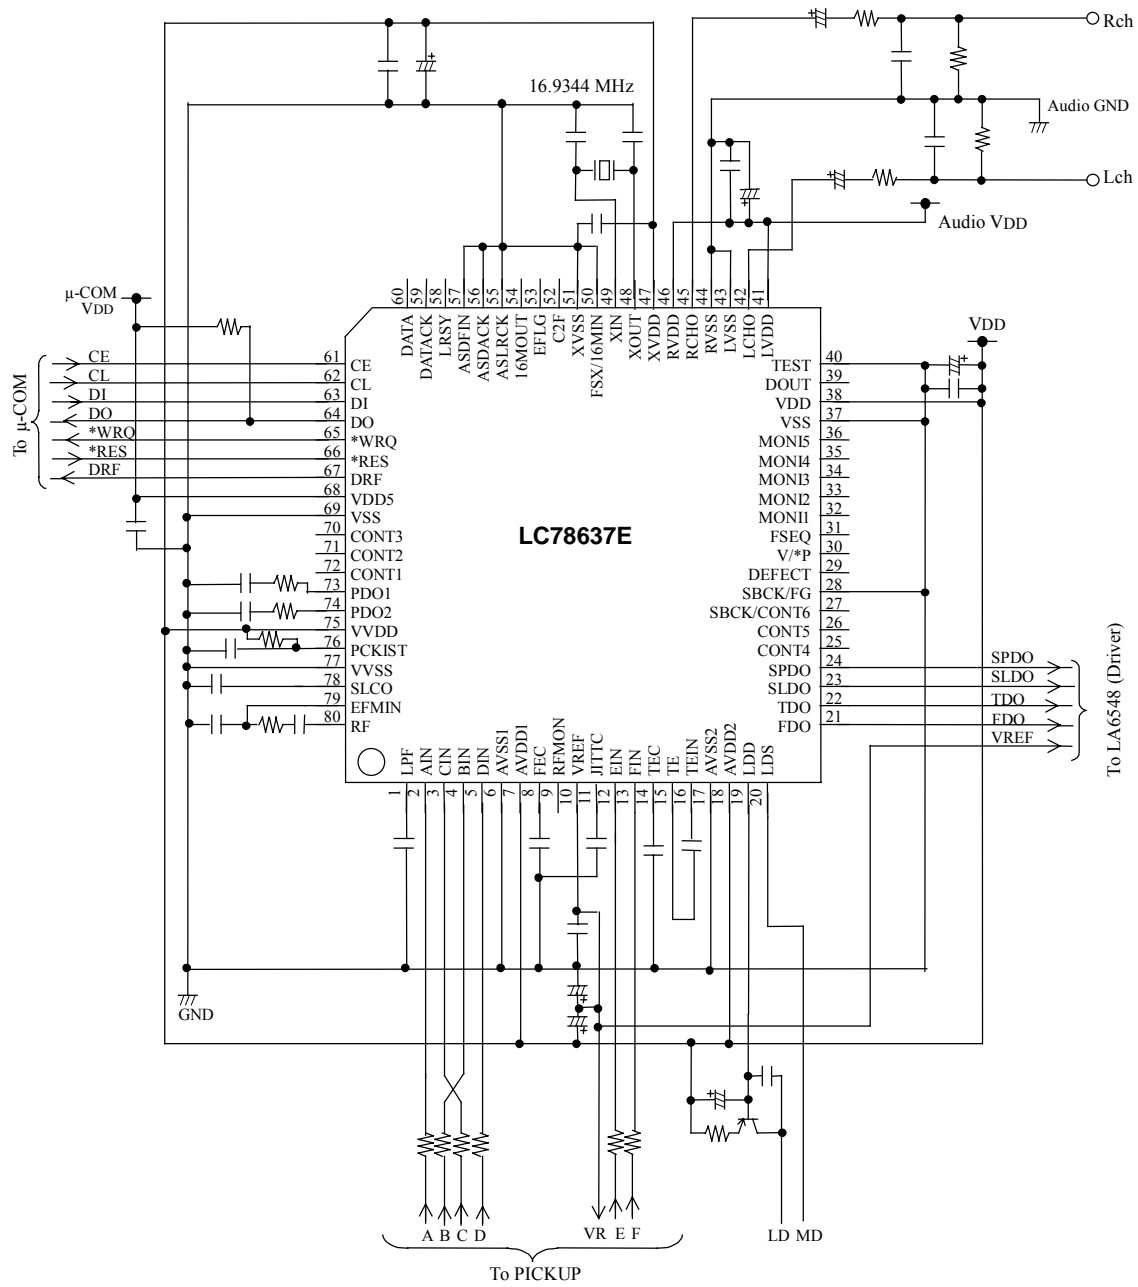 Rch
16.9344 MHz
Audio GND
Lch
Audio VDD
µ-COM
VDD
VDD
60 59 58 57 56 55 54 53 52 51 50 49 48 47 46 45 44 43 42 41
DATA DATACK LRSY ASDFIN ASDACK ASLRCK 16MOUT EFLG C2F XVSS FSX/16MIN XIN XOUT XVDD RVDD RCHO RVSS LVSS LCHO LVDD
To µ-COM
CE 61 CE
CL 62 CL
DI 63 DI
DO 64 DO
*WRQ 65 *WRQ
*RES 66 *RES
DRF 67 DRF
68 VDD5
69 VSS
70 CONT3
71 CONT2
72 CONT1
73 PDO1
74 PDO2
75 VVDD
76 PCKIST
77 VVSS
78 SLCO
79 EFMIN
80 RF
LC78637E
TEST 40
DOUT 39
VDD 38
VSS 37
MONI5 36
MONI4 35
MONI3 34
MONI2 33
MONI1 32
FSEQ 31
V/*P 30
DEFECT 29
SBCK/FG 28
SBCK/CONT6 27
CONT5 26
CONT4 25
SPDO 24 SPDO
SLDO 23 SLDO
TDO 22 TDO
FDO 21 FDO
VREF
To LA6548 (Driver)
LPF AIN CIN BIN DIN AVSS1 AVDD1 FEC RFMON VREF JITTC EIN FIN TEC TE TEIN AVSS2 AVDD2 LDD LDS
1 2 3 4 5 6 7 8 9 10 11 12 13 14 15 16 17 18 19 20
GND
A B C D
VR E F
LD MD
To PICKUP